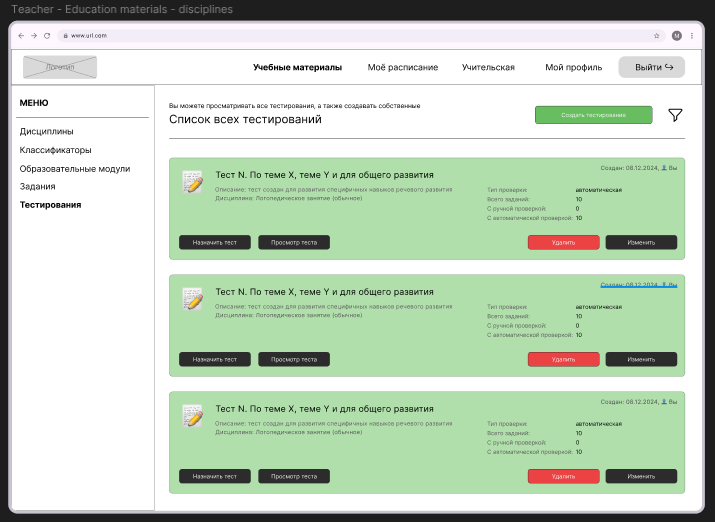 Teacher - Education materials - disciplines
www.url.com
M
Логотип
Учебные материалы
Моё расписание
Учительская
Мой профиль
Выйти
МЕНЮ
Дисциплины
Классификаторы
Образовательные модули
Задания
Тестирования
Вы можете просматривать все тестирования, а также создавать собственные
Список всех тестирований
Создать тестирование
Создан: 08.12.2024, Вы
Тест N. По теме X, теме Y и для общего развития
Описание: тест создан для развития специфичных навыков речевого развития
Дисциплина: Логопедическое занятие (обычное)
Тип проверки: автоматическая
Всего заданий: 10
С ручной проверкой: 0
С автоматической проверкой: 10
Назначить тест
Просмотр теста
Удалить
Изменить
Создан: 08.12.2024, Вы
Тест N. По теме X, теме Y и для общего развития
Описание: тест создан для развития специфичных навыков речевого развития
Дисциплина: Логопедическое занятие (обычное)
Тип проверки: автоматическая
Всего заданий: 10
С ручной проверкой: 0
С автоматической проверкой: 10
Назначить тест
Просмотр теста
Удалить
Изменить
Создан: 08.12.2024, Вы
Тест N. По теме X, теме Y и для общего развития
Описание: тест создан для развития специфичных навыков речевого развития
Дисциплина: Логопедическое занятие (обычное)
Тип проверки: автоматическая
Всего заданий: 10
С ручной проверкой: 0
С автоматической проверкой: 10
Назначить тест
Просмотр теста
Удалить
Изменить